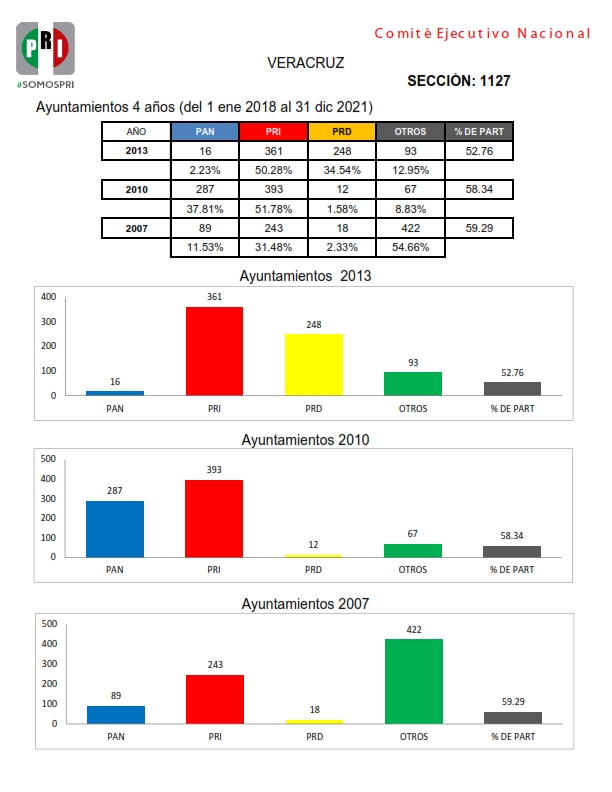 Comité Ejecutivo Nacional
PRI
#SOMOSPRI
VERACRUZ
SECCIÓN: 1127
Ayuntamientos 4 años (del 1 ene 2018 al 31 dic 2021)
AÑO PAN PRI PRD OTROS % DE PART
2013 16 361 248 93 52.76
2.23% 50.28% 34.54% 12.95%
2010 287 393 12 67 58.34
37.81% 51.78% 1.58% 8.83%
2007 89 243 18 422 59.29
11.53% 31.48% 2.33% 54.66%
Ayuntamientos 2013
400
300
200
100
0
16 361 248 93 52.76
PAN PRI PRD OTROS % DE PART
Ayuntamientos 2010
500
400
300
200
100
0
287 393 12 67 58.34
PAN PRI PRD OTROS % DE PART
Ayuntamientos 2007
500
400
300
200
100
0
89 243 18 422 59.29
PAN PRI PRD OTROS % DE PART